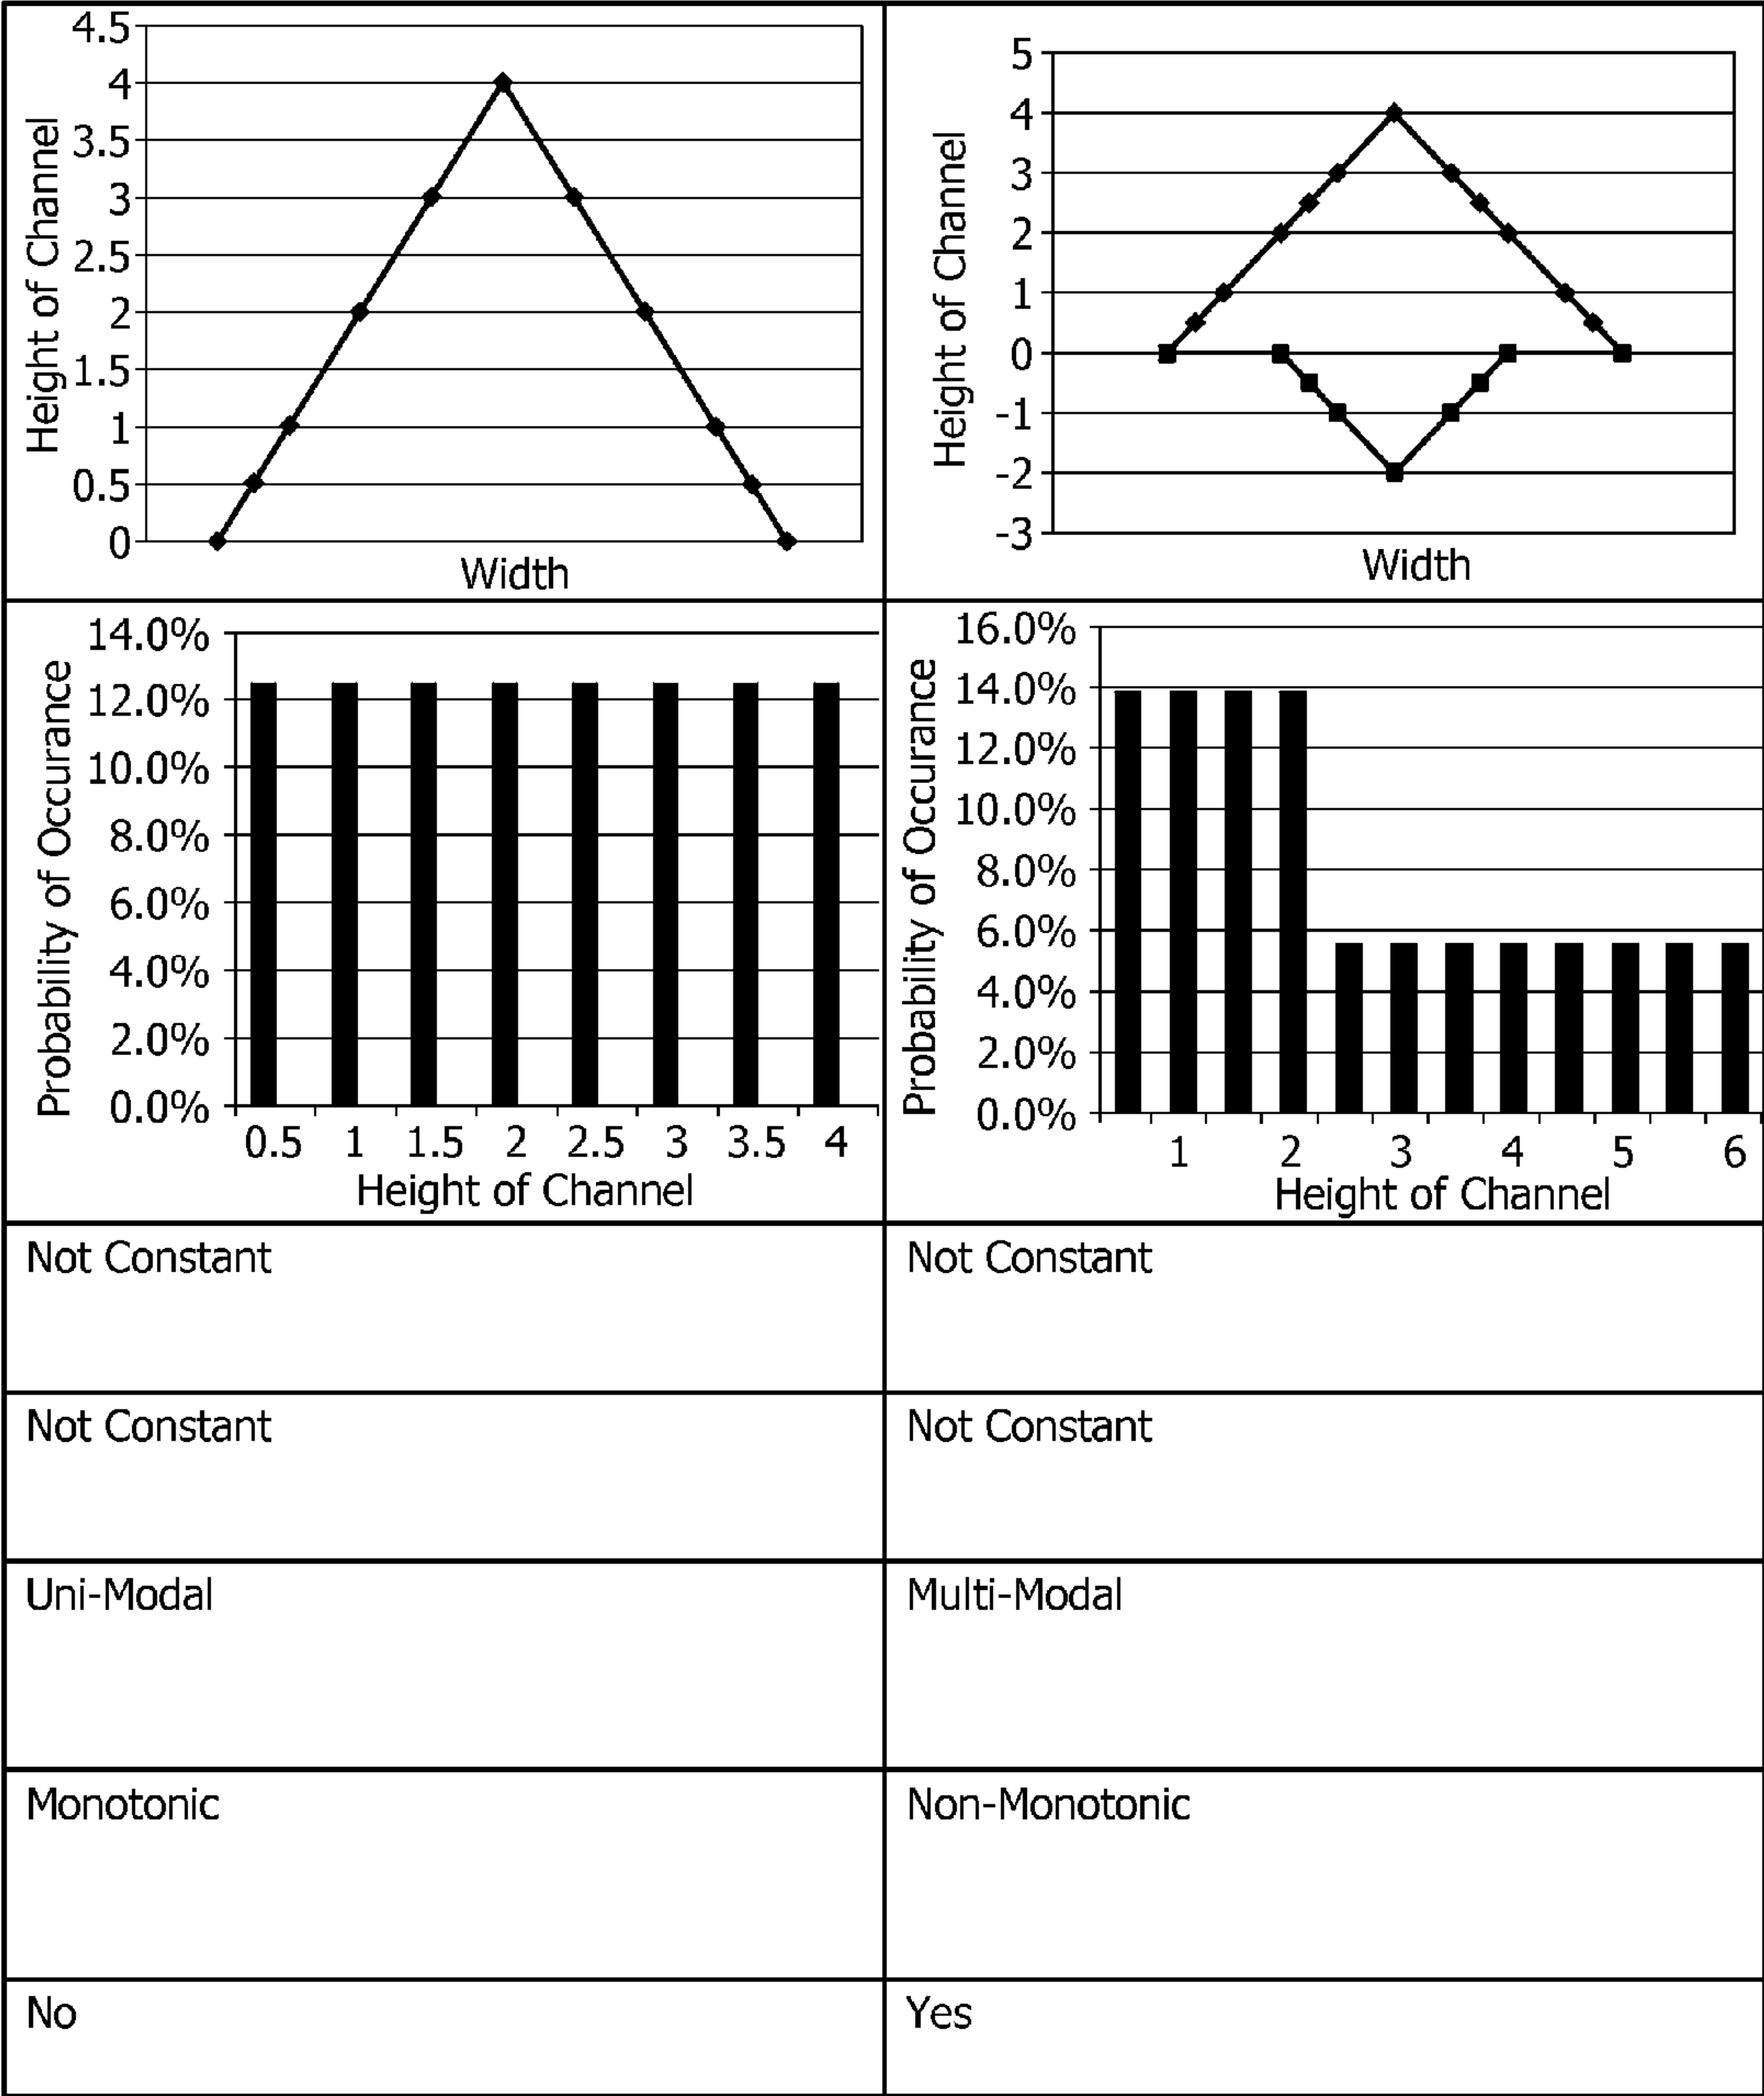 4.5
4
3.5
3
2.5
2
1.5
1
0.5
0
Height of Channel
Width
5
4
3
2
1
0
-1
-2
-3
Height of Channel
Width
14.0%
12.0%
10.0%
8.0%
6.0%
4.0%
2.0%
0.0%
Probability of Occurance
0.5 1 1.5 2 2.5 3 3.5 4
Height of Channel
16.0%
14.0%
12.0%
10.0%
8.0%
6.0%
4.0%
2.0%
0.0%
Probability of Occurance
1 2 3 4 5 6
Height of Channel
Not Constant
Not Constant
Not Constant
Not Constant
Uni-Modal
Multi-Modal
Monotonic
Non-Monotonic
No
Yes